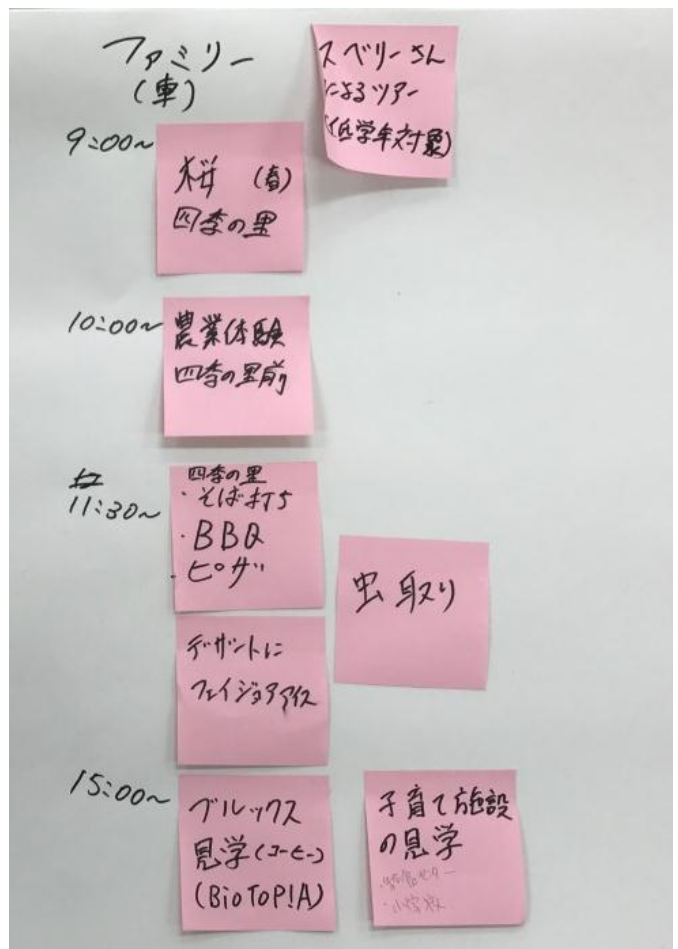 ファミリー
(車)
スベリーさん
によるツアー
(低学年対象)
9:00~
桜 (春)
四季の里
10:00~
農業体験
四季の里前
11:30~
四季の里
・そば打ち
・BBQ
・ピザ
虫取り
デザートに
フェイジョアアイス
15:00~
ブルックス
見学(コーヒー)
(BioTOP!A)
子育て施設
の見学
・小学校